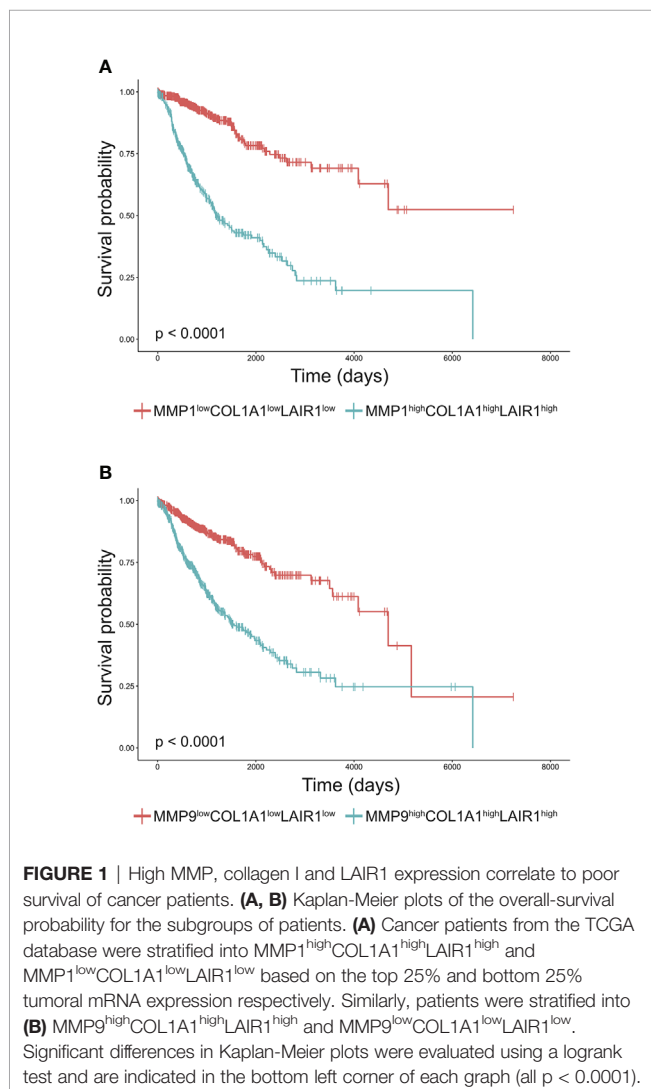 A
1.00
0.75
0.50
0.25
0.00
Survival probability
p < 0.0001
0 2000 4000 6000 8000
Time (days)
MMP1lowCOL1A1lowLAIR1low MMP1highCOL1A1highLAIR1high
B
1.00
0.75
0.50
0.25
0.00
Survival probability
p < 0.0001
0 2000 4000 6000 8000
Time (days)
MMP9lowCOL1A1lowLAIR1low MMP9highCOL1A1highLAIR1high
FIGURE 1 | High MMP, collagen I and LAIR1 expression correlate to poor
survival of cancer patients. (A, B) Kaplan-Meier plots of the overall-survival
probability for the subgroups of patients. (A) Cancer patients from the TCGA
database were stratified into MMP1highCOL1A1highLAIR1high and
MMP1lowCOL1A1lowLAIR1low based on the top 25% and bottom 25%
tumoral mRNA expression respectively. Similarly, patients were stratified into
(B) MMP9highCOL1A1highLAIR1high and MMP9lowCOL1A1lowLAIR1low.
Significant differences in Kaplan-Meier plots were evaluated using a logrank
test and are indicated in the bottom left corner of each graph (all p < 0.0001).